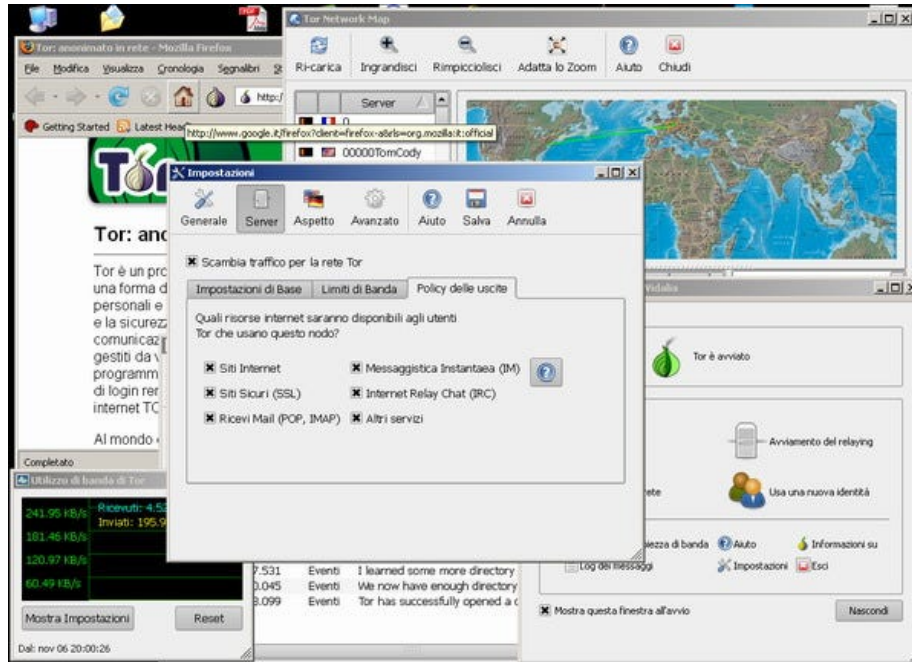 Tor Network Map
Tor: anonimato in rete - Mozilla Firefox
File Modifica Visualizza Cronologia Segnalibri
Ri-carica Ingrandisci Rimpicciolisci Adatta lo Zoom Aiuto Chiudi
http:/
Server
Getting Started Latest Head
http://www.google.it/firefox?client=firefox-a&rls=org.mozilla:it:official
00000TomCody
Impostazioni
Generale Server Aspetto Avanzato Aiuto Salva Annulla
Tor: ano
Scambia traffico per la rete Tor
Tor è un pro
una forma d
personali e
e la sicurezz
comunicaz
gestiti da v
programm
di login rem
internet TC
Al mondo
Impostazioni di Base Limiti di Banda Policy delle uscite
Quali risorse internet saranno disponibili agli utenti
Tor che usano questo nodo?
Siti Internet Messaggistica Instantaea (IM)
Siti Sicuri (SSL) Internet Relay Chat (IRC)
Ricevi Mail (POP, IMAP) Altri servizi
Vidalia
Tor è avviato
Avviamento del relaying
ete Usa una nuova identità
iezza di banda Aiuto Informazioni su
Log dei messaggi Impostazioni Esci
Mostra questa finestra all'avvio Nascondi
Completato
Utilizzo di banda di Tor
241.95 KB/s Ricevuti: 4.52
181.46 KB/s Inviati: 195.9
120.97 KB/s
60.49 KB/s
Mostra Impostazioni Reset
Dal: nov 06 20:00:26
7.531 Eventi I learned some more directory
0.045 Eventi We now have enough directory
8.099 Eventi Tor has successfully opened a c